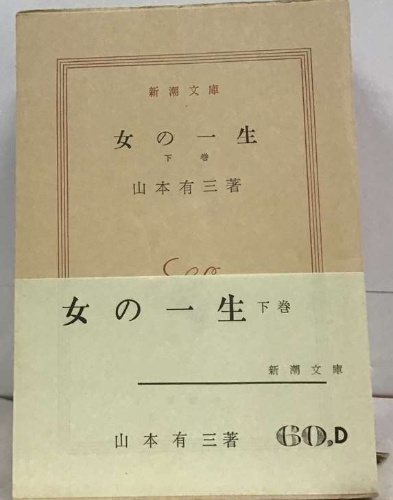 新潮文庫
女の一生
下巻
山本有三著
女の一生 下巻
新潮文庫
山本有三著 60.D